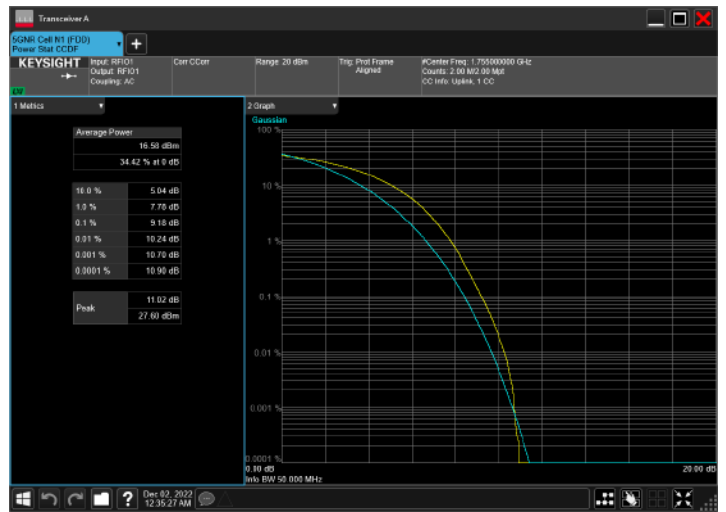 Transceiver A
5GNR Cell N1 (FDD)
Power Stat CCDF
KEYSIGHT
Input: RFIO1
Output: RFIO1
Coupling: AC
Corr CCorr
Range: 20 dBm
Trig: Prot Frame
Aligned
#Center Freq: 1.755000000 GHz
Counts: 2.00 M/2.00 Mpt
CC Info: Uplink, 1 CC
1 Metrics
Average Power
16.58 dBm
34.42 % at 0 dB
10.0 % 5.04 dB
1.0 % 7.78 dB
0.1 % 9.18 dB
0.01 % 10.24 dB
0.001 % 10.70 dB
0.0001 % 10.90 dB
Peak
11.02 dB
27.60 dBm
2 Graph
Gaussian
100 %
10 %
1 %
0.1 %
0.01 %
0.001 %
0.0001 %
0.00 dB
20.00 dB
Info BW 50.000 MHz
?
Dec 02, 2022
12:35:27 AM